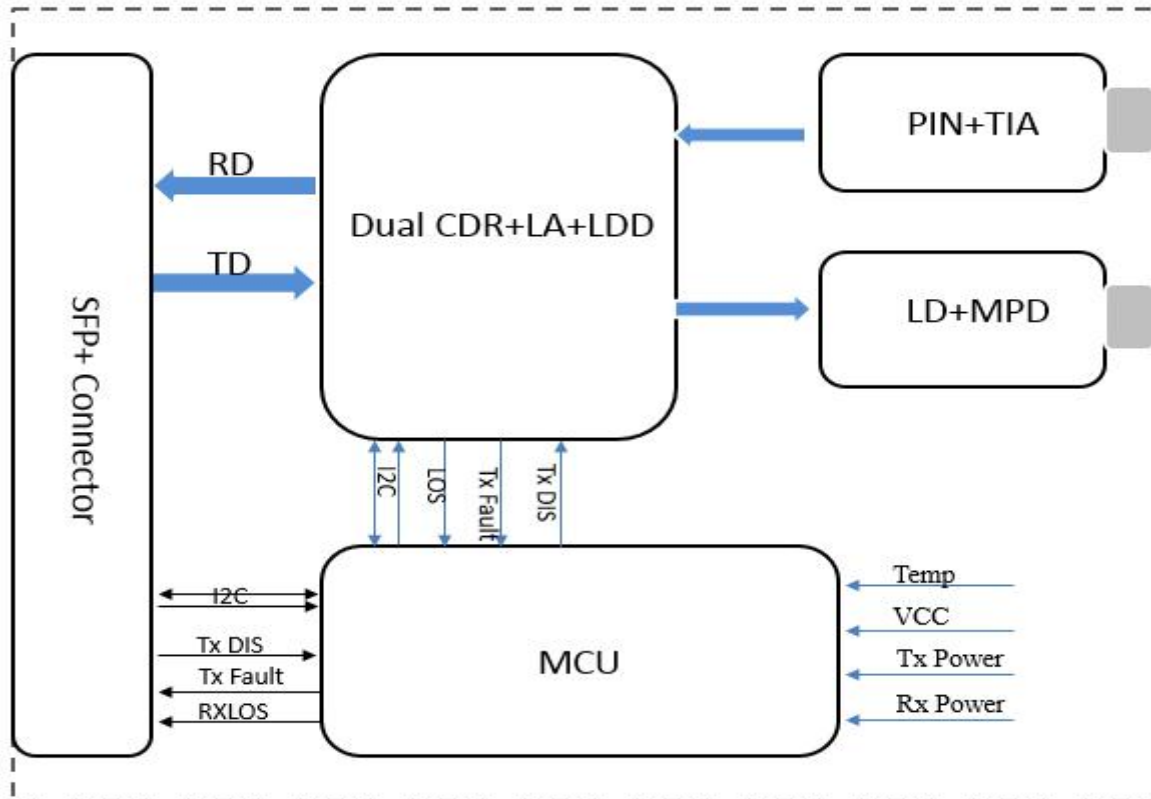 RD
TD
SFP+ Connector
Dual CDR+LA+LDD
PIN+TIA
LD+MPD
I2C
LOS
Tx Fault
Tx DIS
I2C
Tx DIS
Tx Fault
RXLOS
MCU
Temp
VCC
Tx Power
Rx Power